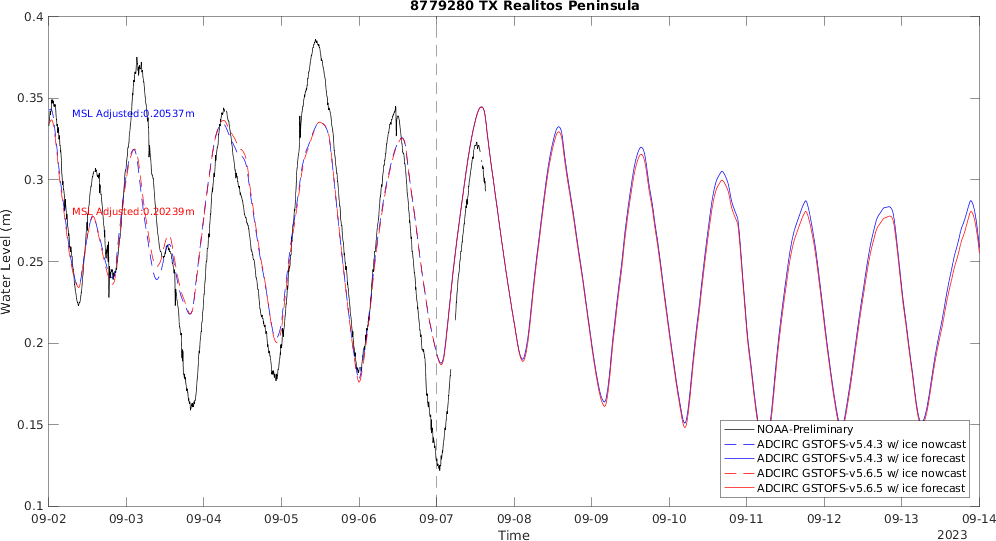 8779280 TX Realitos Peninsula
0.4
0.35
0.3
0.25
0.2
0.15
0.1
Water Level (m)
MSL Adjusted:0.20537m
MSL Adjusted:0.20239m
NOAA-Preliminary
ADCIRC GSTOFS-v5.4.3 w/ ice nowcast
ADCIRC GSTOFS-v5.4.3 w/ ice forecast
ADCIRC GSTOFS-v5.6.5 w/ ice nowcast
ADCIRC GSTOFS-v5.6.5 w/ ice forecast
09-02 09-03 09-04 09-05 09-06 09-07 09-08 09-09 09-10 09-11 09-12 09-13 09-14
Time
2023